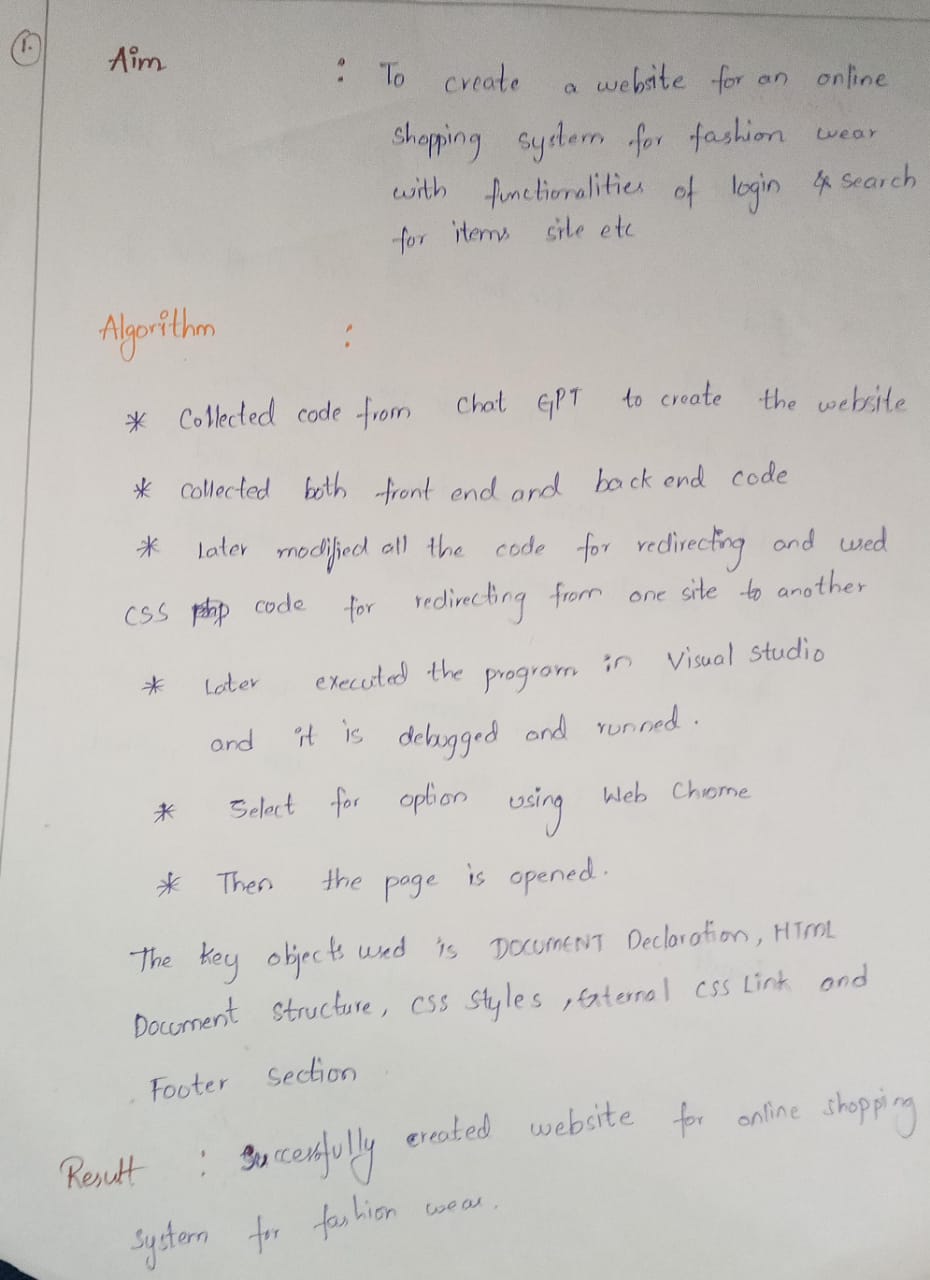 1.
Aim : To create a website for an online
shopping system for fashion wear
with functionalities of login & search
for items site etc
Algorithm :
* Collected code from Chat GPT to create the website
* collected both front end and back end code
* Later modified all the code for redirecting and used
CSS php code for redirecting from one site to another
* Later executed the program in Visual Studio
and it is debugged and runned.
* Select for option using Web Chrome
* Then the page is opened.
The key objects used is DOCUMENT Declaration, HTML
Document structure, CSS Styles, External CSS Link and
Footer section
Result : Successfully created website for online shopping
system for fashion wear.